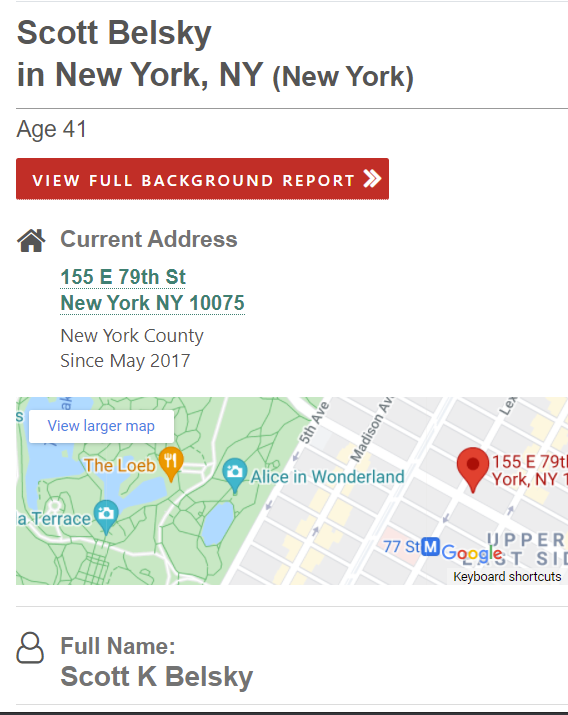 Scott Belsky
in New York, NY (New York)
Age 41
VIEW FULL BACKGROUND REPORT
Current Address
155 E 79th St
New York NY 10075
New York County
Since May 2017
View larger map
5th Ave
Madison Av
Lex
The Loeb
Alice in Wonderland
155 E 79t
York, NY 1
a Terrace
77 St M
Google
UPPER
EAST SID
Keyboard shortcuts
Full Name:
Scott K Belsky